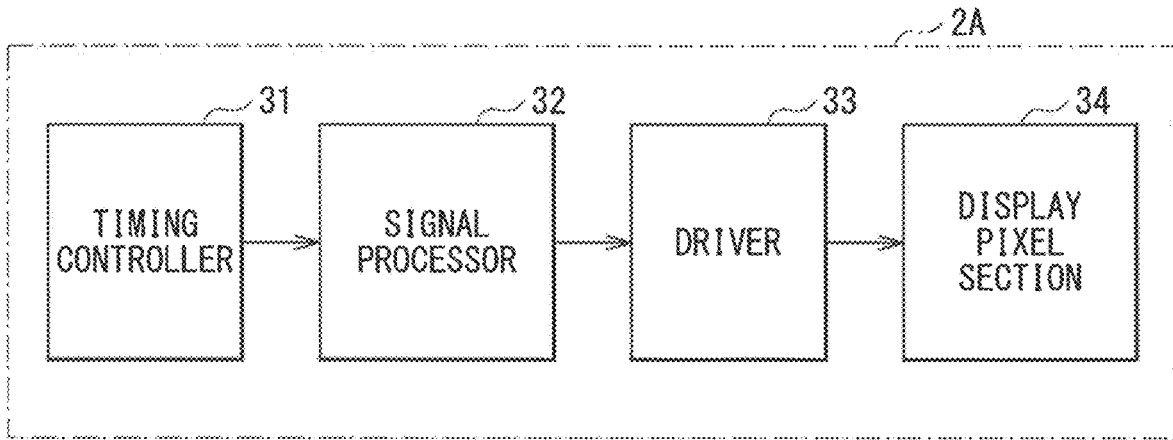 2A
31
32
33
34
TIMING
CONTROLLER
SIGNAL
PROCESSOR
DRIVER
DISPLAY
PIXEL
SECTION